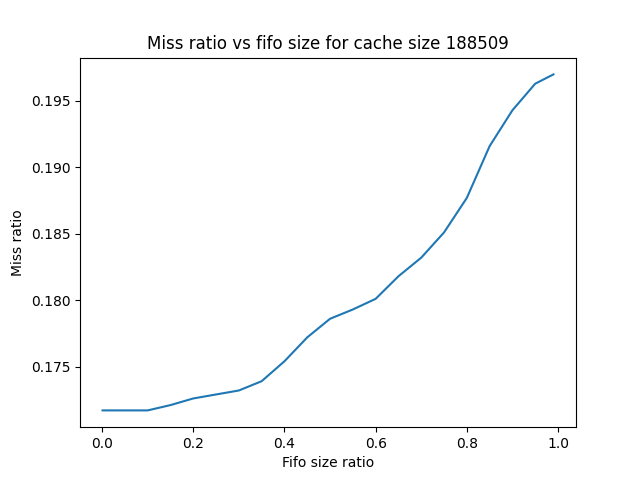 Miss ratio vs fifo size for cache size 188509
0.195
0.190
0.185
0.180
0.175
Miss ratio
0.0 0.2 0.4 0.6 0.8 1.0
Fifo size ratio